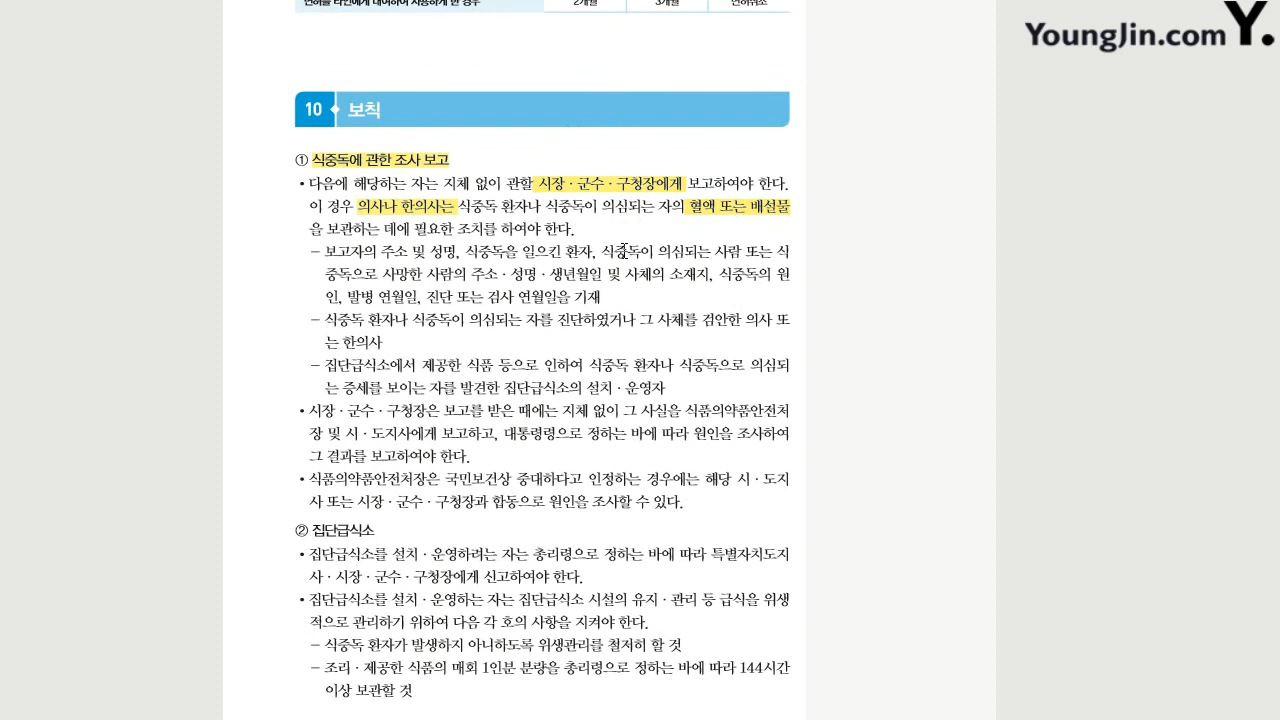 면허를 타인에게 대여하여 사용하게 한 경우 2개월 3개월 면허취소
YoungJin.com Y.
10 보칙
① 식중독에 관한 조사 보고
• 다음에 해당하는 자는 지체 없이 관할 시장 · 군수 · 구청장에게 보고하여야 한다.
이 경우 의사나 한의사는 식중독 환자나 식중독이 의심되는 자의 혈액 또는 배설물
을 보관하는 데에 필요한 조치를 하여야 한다.
– 보고자의 주소 및 성명, 식중독을 일으킨 환자, 식중독이 의심되는 사람 또는 식
중독으로 사망한 사람의 주소 · 성명 · 생년월일 및 사체의 소재지, 식중독의 원
인, 발병 연월일, 진단 또는 검사 연월일을 기재
– 식중독 환자나 식중독이 의심되는 자를 진단하였거나 그 사체를 검안한 의사 또
는 한의사
– 집단급식소에서 제공한 식품 등으로 인하여 식중독 환자나 식중독으로 의심되
는 증세를 보이는 자를 발견한 집단급식소의 설치 · 운영자
• 시장 · 군수 · 구청장은 보고를 받은 때에는 지체 없이 그 사실을 식품의약품안전처
장 및 시 · 도지사에게 보고하고, 대통령령으로 정하는 바에 따라 원인을 조사하여
그 결과를 보고하여야 한다.
• 식품의약품안전처장은 국민보건상 중대하다고 인정하는 경우에는 해당 시 · 도지
사 또는 시장 · 군수 · 구청장과 합동으로 원인을 조사할 수 있다.
② 집단급식소
• 집단급식소를 설치 · 운영하려는 자는 총리령으로 정하는 바에 따라 특별자치도지
사 · 시장 · 군수 · 구청장에게 신고하여야 한다.
• 집단급식소를 설치 · 운영하는 자는 집단급식소 시설의 유지 · 관리 등 급식을 위생
적으로 관리하기 위하여 다음 각 호의 사항을 지켜야 한다.
– 식중독 환자가 발생하지 아니하도록 위생관리를 철저히 할 것
– 조리 · 제공한 식품의 매회 1인분 분량을 총리령으로 정하는 바에 따라 144시간
이상 보관할 것